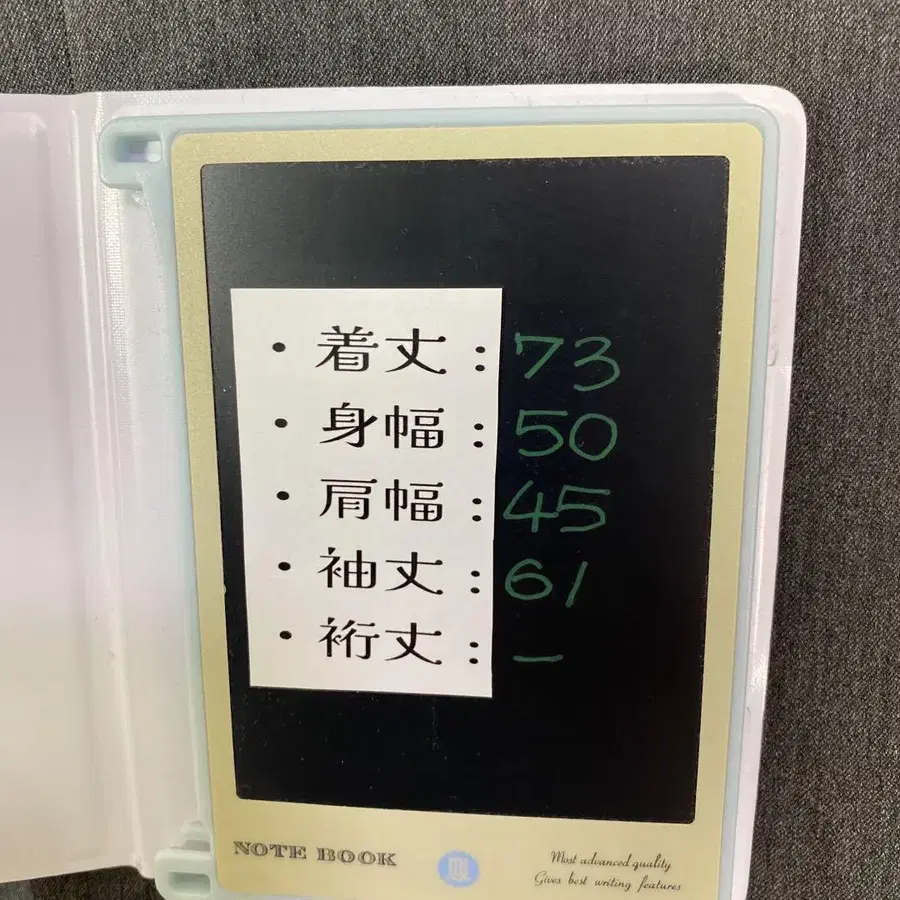 ・着丈：73
・身幅：50
・肩幅：45
・袖丈：61
・裄丈：－
NOTE BOOK
Most advanced quality
Gives best writing features